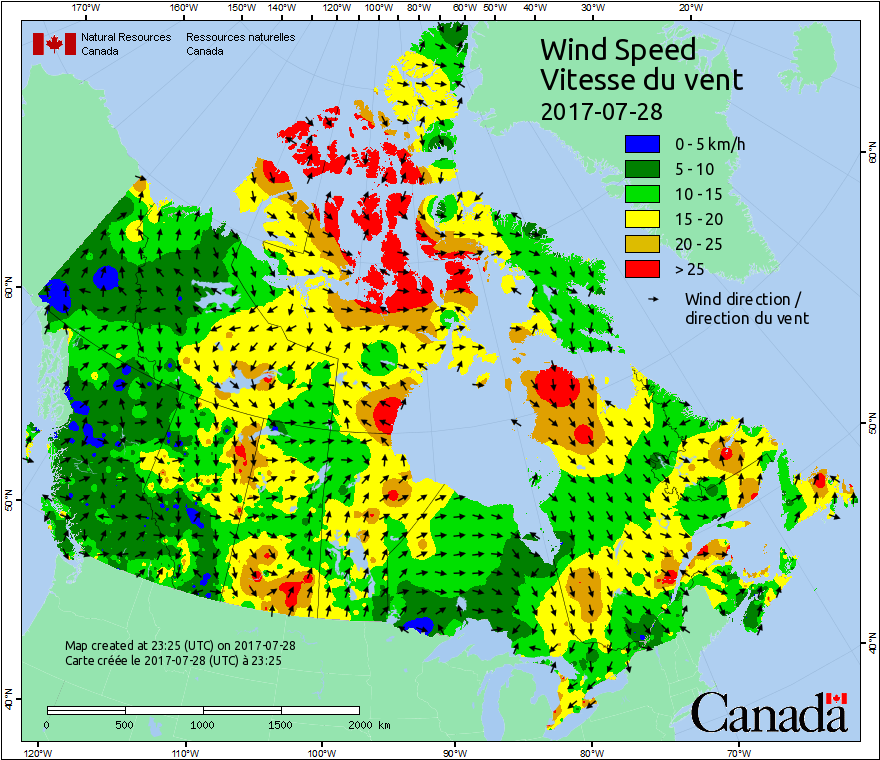 170°W 160°W 150°W 140°W 130°W 120°W 110°W 100°W 90°W 80°W 70°W 60°W 50°W 40°W 30°W 20°W
Natural Resources Ressources naturelles
Canada Canada
Wind Speed
Vitesse du vent
2017-07-28
0 - 5 km/h
5 - 10
10 - 15
15 - 20
20 - 25
> 25
Wind direction /
direction du vent
60°N
60°N
50°N
50°N
40°N
40°N
Map created at 23:25 (UTC) on 2017-07-28
Carte créée le 2017-07-28 (UTC) à 23:25
0 500 1000 1500 2000 km
Canada
120°W 110°W 100°W 90°W 80°W 70°W